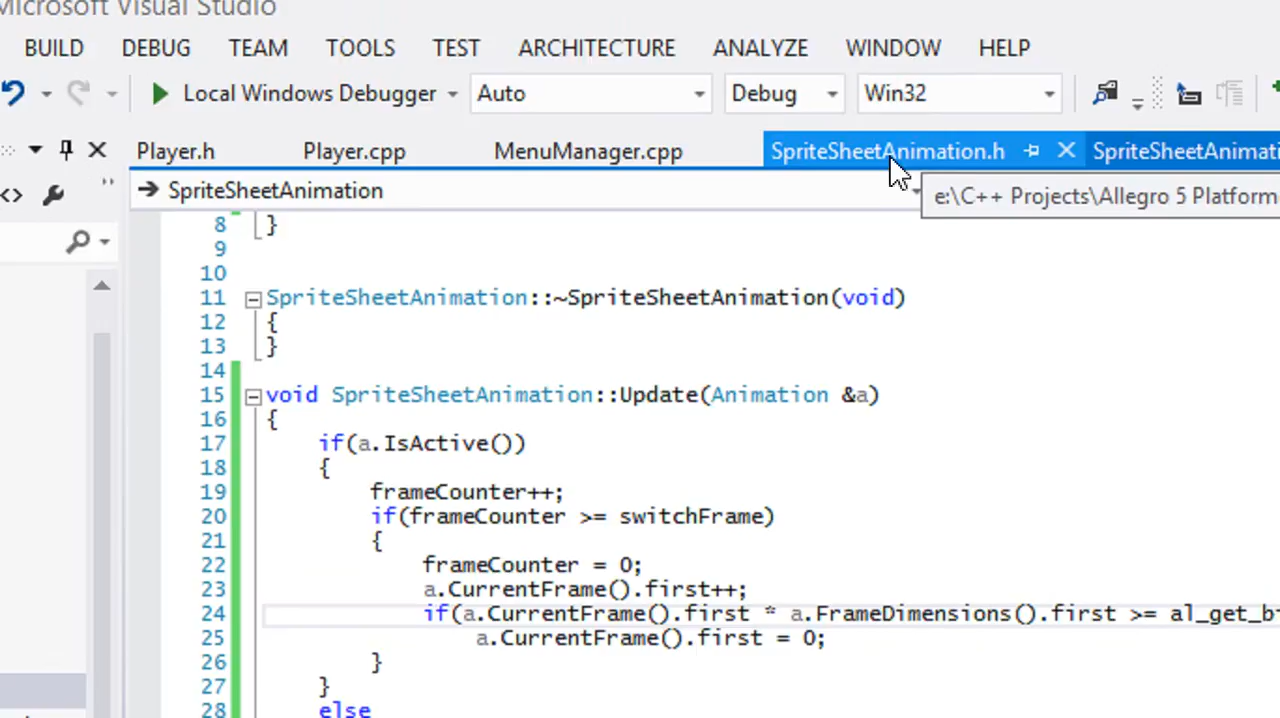 Microsoft Visual Studio
BUILD DEBUG TEAM TOOLS TEST ARCHITECTURE ANALYZE WINDOW HELP
Local Windows Debugger Auto Debug Win32
Player.h Player.cpp MenuManager.cpp SpriteSheetAnimation.h SpriteSheetAnimati
SpriteSheetAnimation
e:\C++ Projects\Allegro 5 Platform
8 }
9
10
11 SpriteSheetAnimation::~SpriteSheetAnimation(void)
12 {
13 }
14
15 void SpriteSheetAnimation::Update(Animation &a)
16 {
17 if(a.IsActive())
18 {
19 frameCounter++;
20 if(frameCounter >= switchFrame)
21 {
22 frameCounter = 0;
23 a.CurrentFrame().first++;
24 if(a.CurrentFrame().first * a.FrameDimensions().first >= al_get_bi
25 a.CurrentFrame().first = 0;
26 }
27 }
28 else